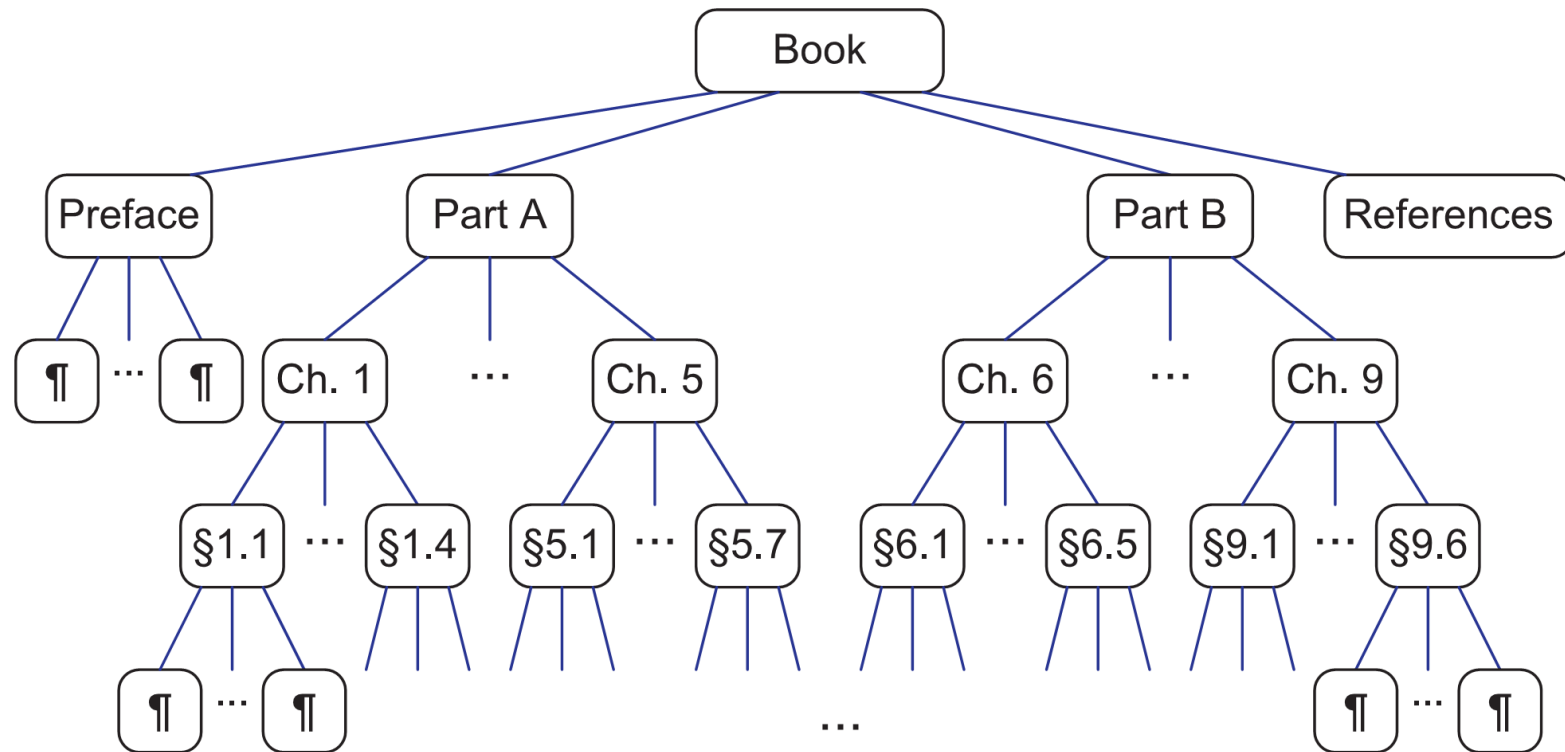 Book
Preface Part A Part B References
¶ ... ¶ Ch. 1 ... Ch. 5 Ch. 6 ... Ch. 9
§1.1 ... §1.4 §5.1 ... §5.7 §6.1 ... §6.5 §9.1 ... §9.6
¶ ... ¶ ... ¶ ... ¶